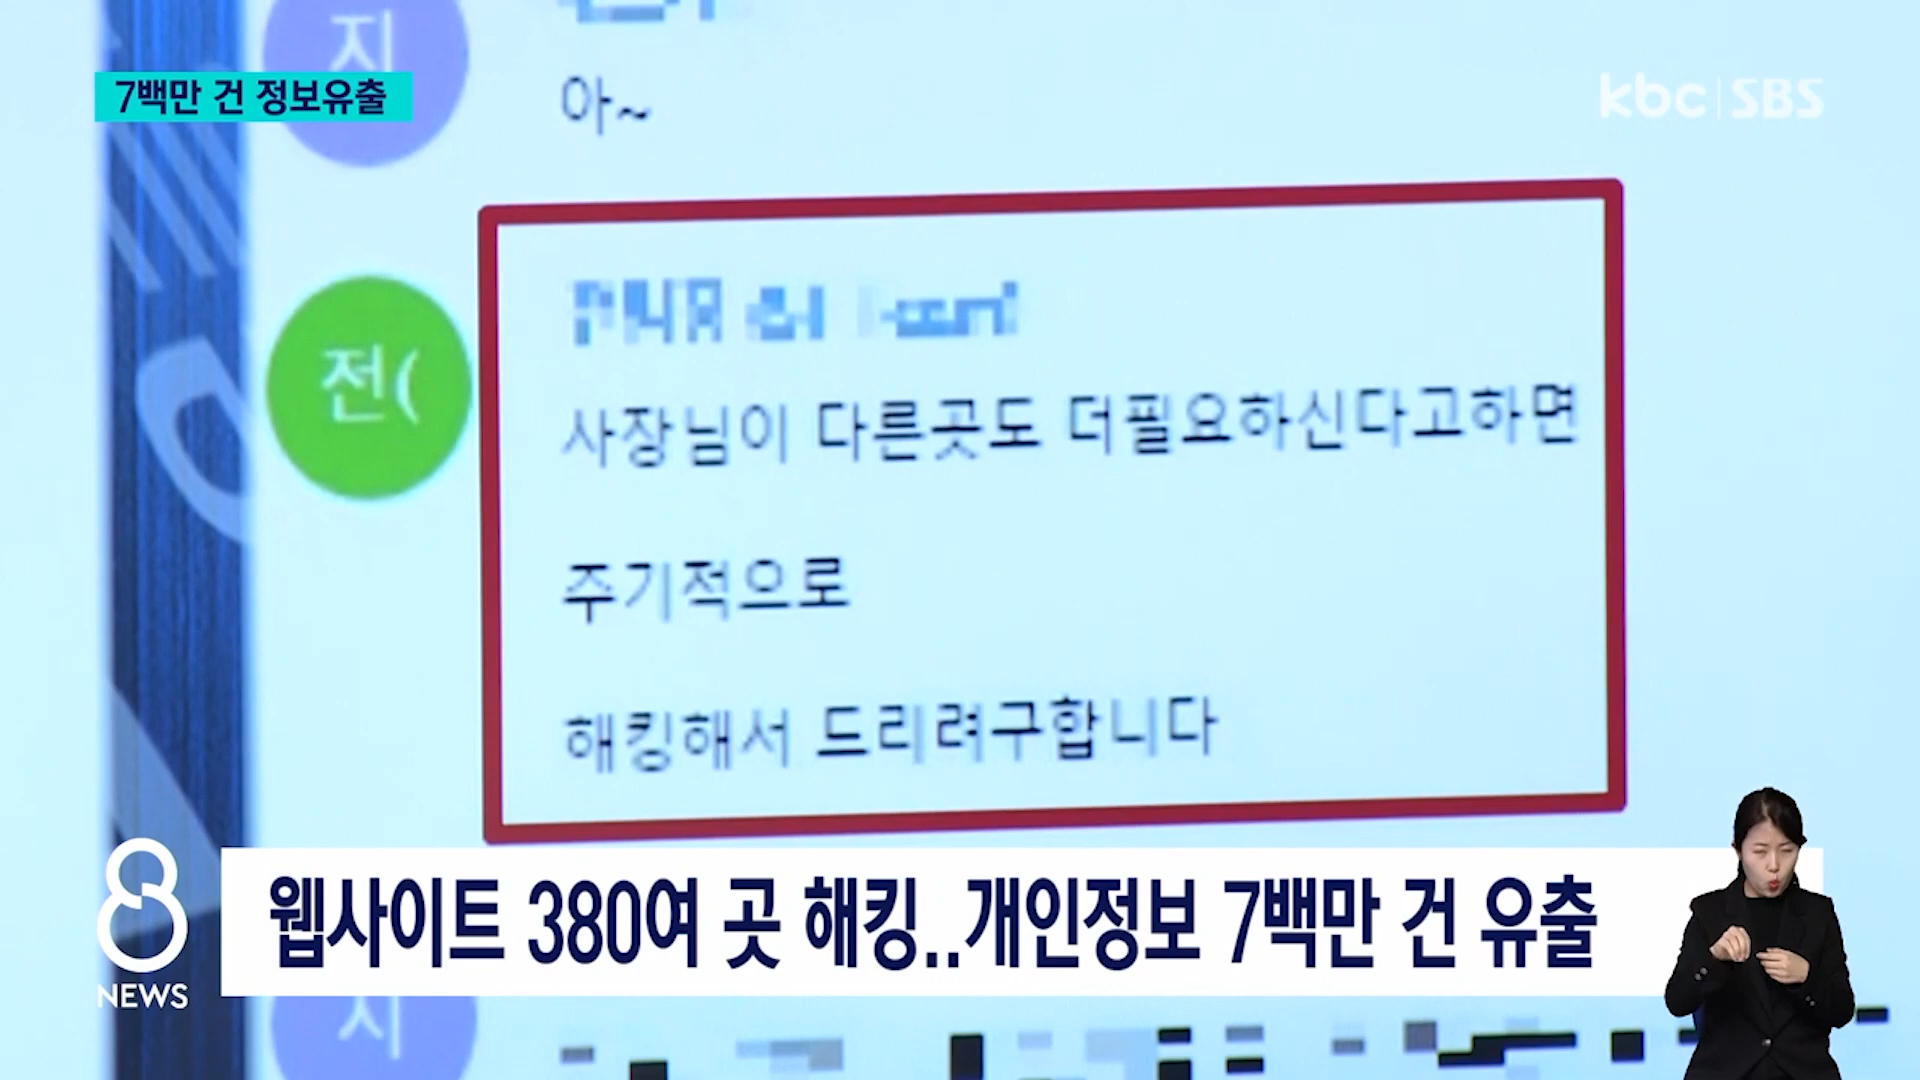 지
7백만 건 정보유출
아~
kbc SBS
전(
사장님이 다른곳도 더필요하신다고하면
주기적으로
해킹해서 드리려구합니다
8
NEWS
웹사이트 380여 곳 해킹..개인정보 7백만 건 유출
지